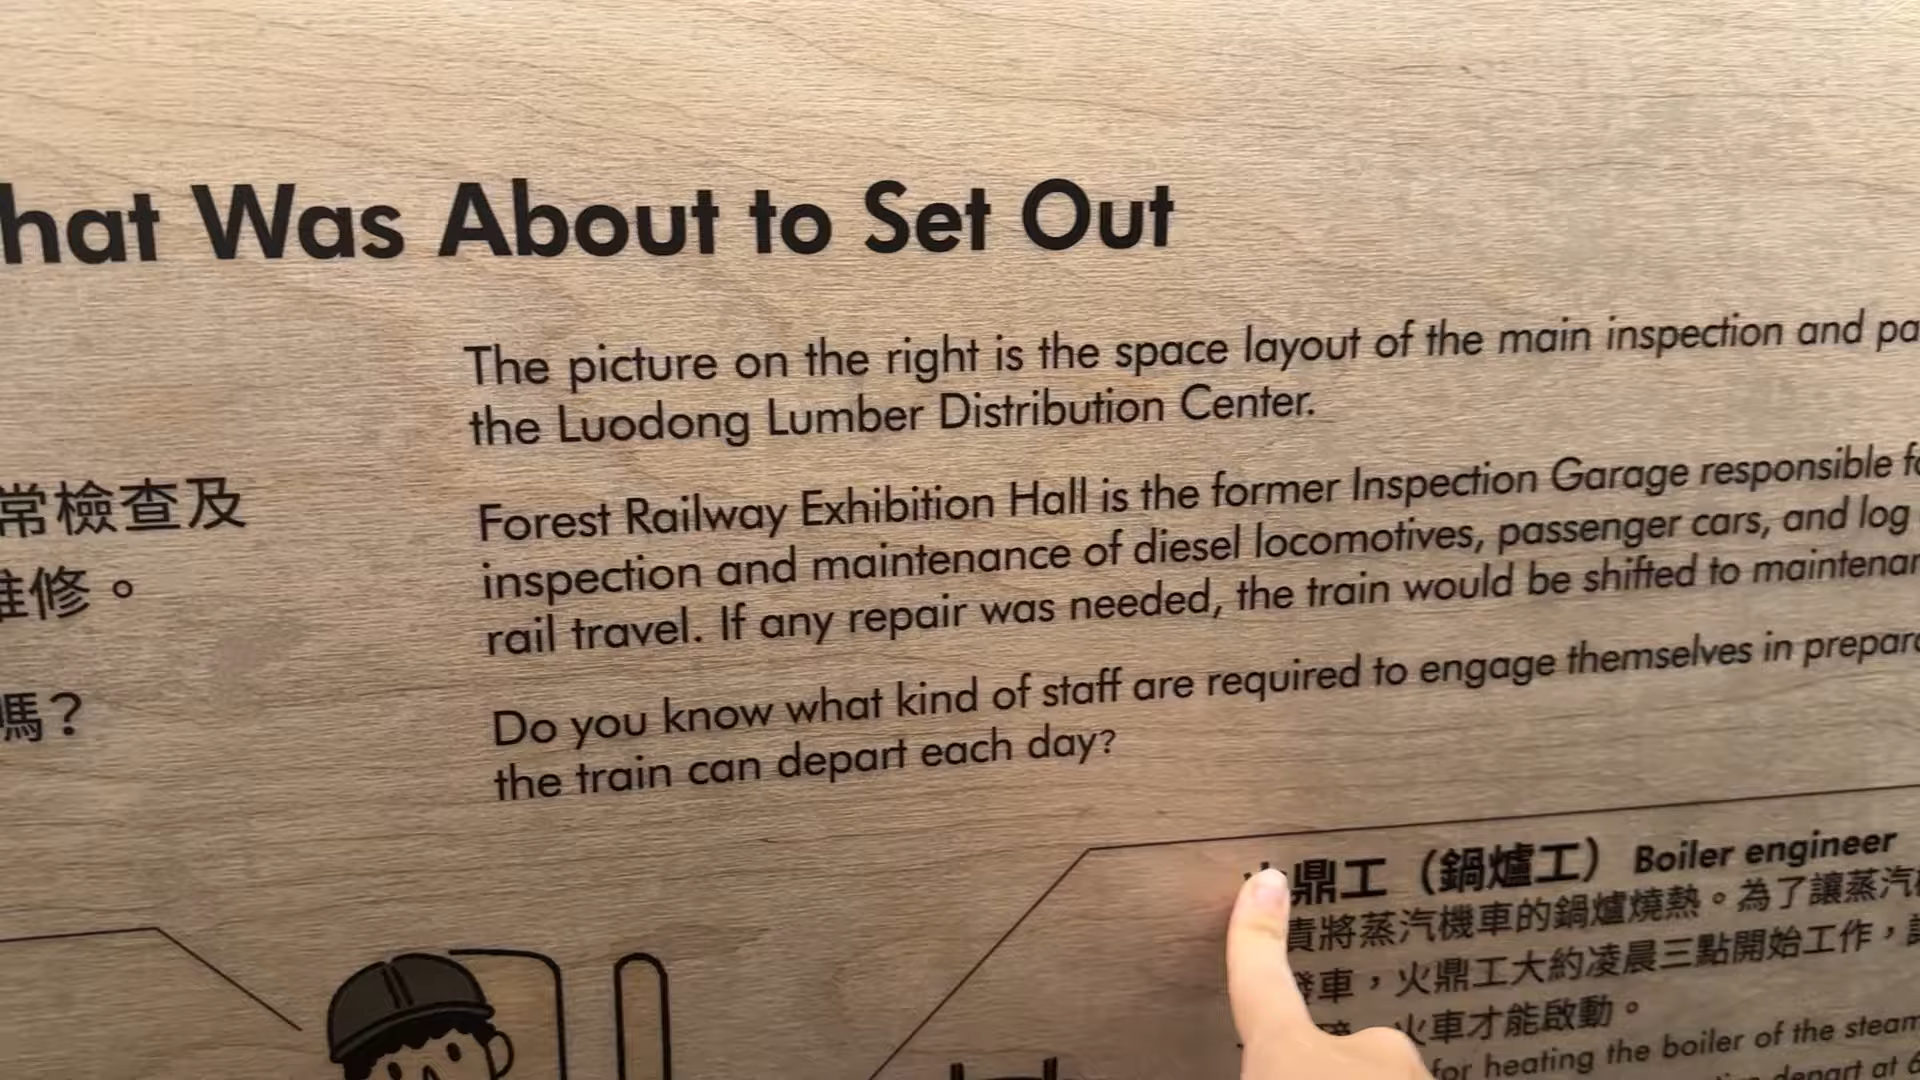 hat Was About to Set Out
The picture on the right is the space layout of the main inspection and pa
the Luodong Lumber Distribution Center.
常檢查及
維修。
嗎？
Forest Railway Exhibition Hall is the former Inspection Garage responsible fo
inspection and maintenance of diesel locomotives, passenger cars, and log
rail travel. If any repair was needed, the train would be shifted to maintenan
Do you know what kind of staff are required to engage themselves in prepara
the train can depart each day?
鼎工（鍋爐工） Boiler engineer
責將蒸汽機車的鍋爐燒熱。為了讓蒸汽
發車，火鼎工大約凌晨三點開始工作，
火車才能啟動。
for heating the boiler of the steam
depart at 6